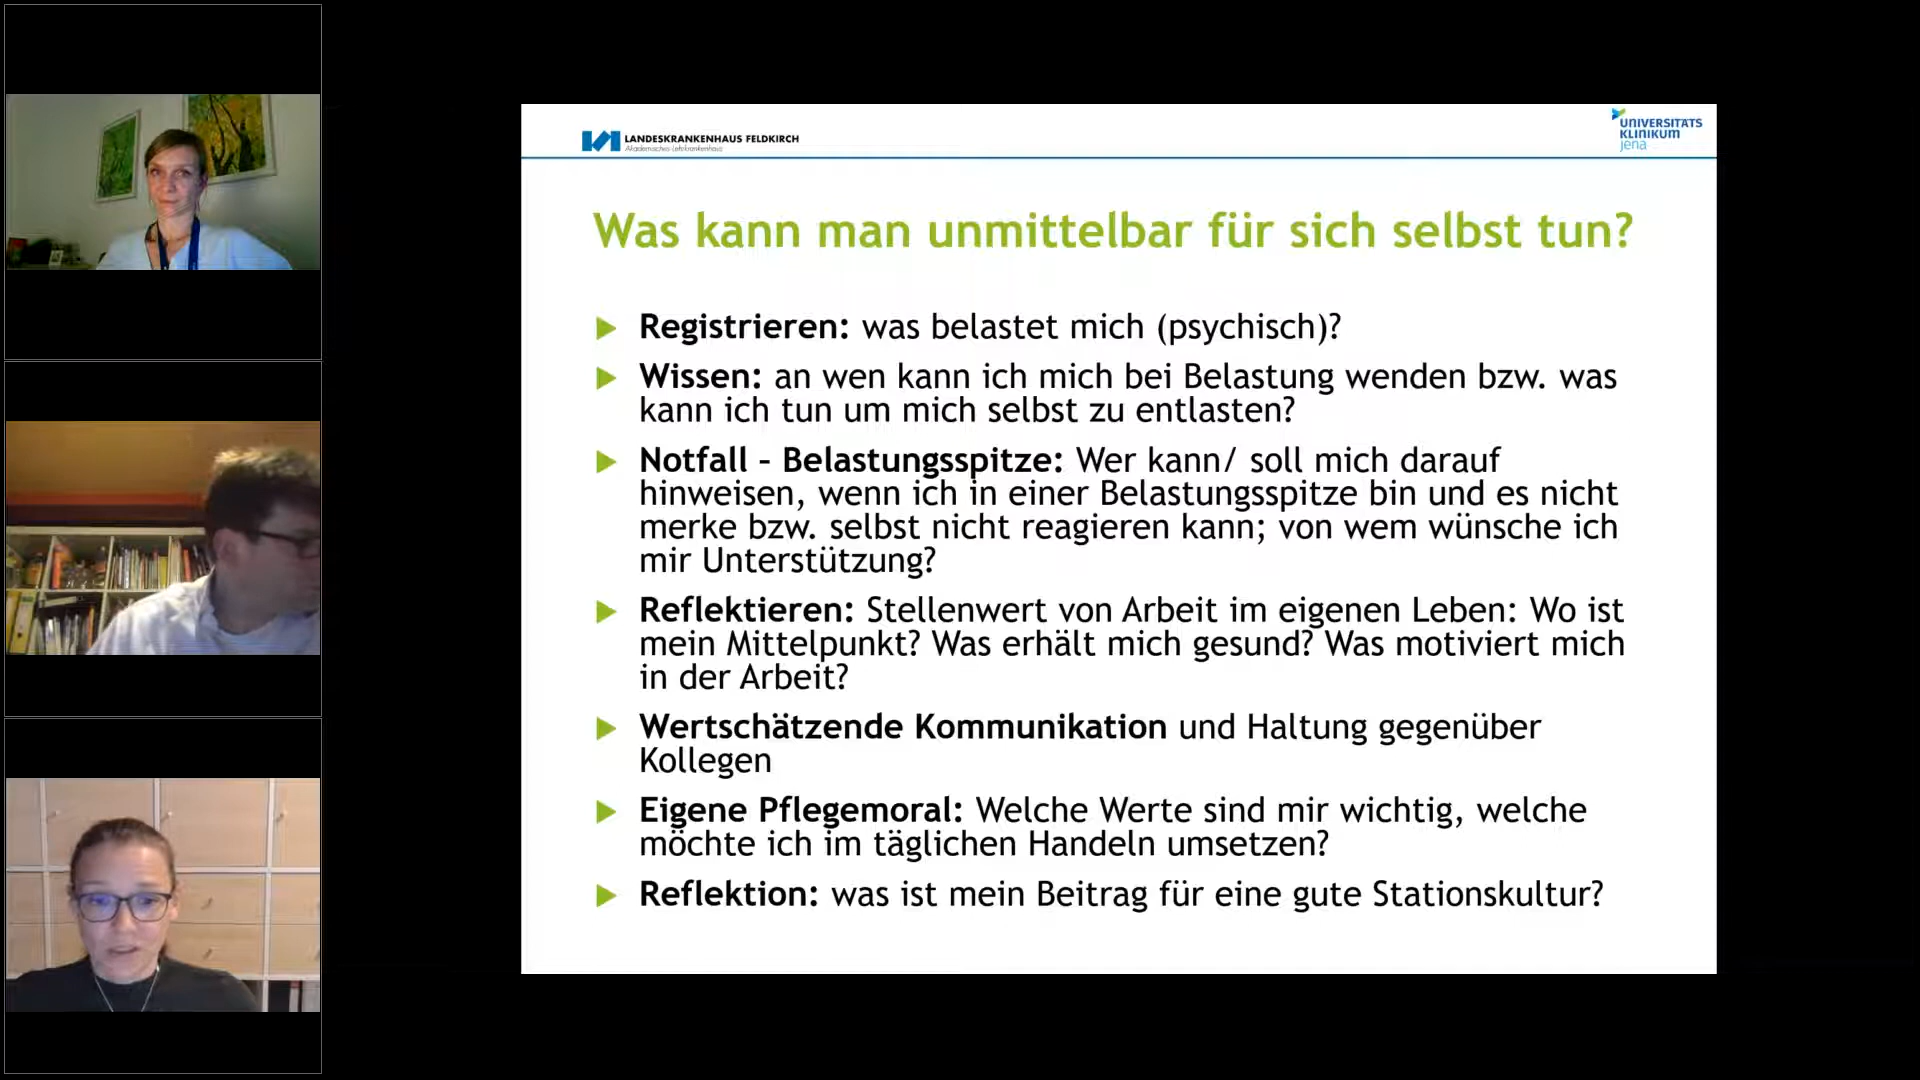 LANDESKRANKENHAUS FELDKIRCH
Akademisches Lehrkrankenhaus
UNIVERSITÄTS
KLINIKUM
jena
Was kann man unmittelbar für sich selbst tun?
Registrieren: was belastet mich (psychisch)?
Wissen: an wen kann ich mich bei Belastung wenden bzw. was
kann ich tun um mich selbst zu entlasten?
Notfall – Belastungsspitze: Wer kann/ soll mich darauf
hinweisen, wenn ich in einer Belastungsspitze bin und es nicht
merke bzw. selbst nicht reagieren kann; von wem wünsche ich
mir Unterstützung?
Reflektieren: Stellenwert von Arbeit im eigenen Leben: Wo ist
mein Mittelpunkt? Was erhält mich gesund? Was motiviert mich
in der Arbeit?
Wertschätzende Kommunikation und Haltung gegenüber
Kollegen
Eigene Pflegemoral: Welche Werte sind mir wichtig, welche
möchte ich im täglichen Handeln umsetzen?
Reflektion: was ist mein Beitrag für eine gute Stationskultur?